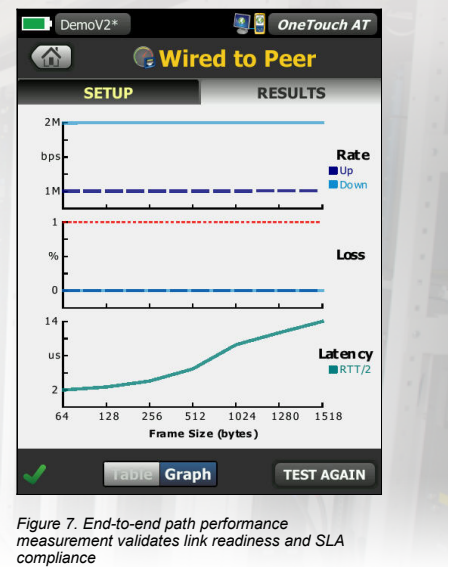 DemoV2*
OneTouch AT
Wired to Peer
SETUP
RESULTS
2M
bps
1M
Rate
Up
Down
1
%
0
Loss
14
us
2
Latency
RTT/2
64 128 256 512 1024 1280 1518
Frame Size (bytes)
Table Graph
TEST AGAIN
Figure 7. End-to-end path performance
measurement validates link readiness and SLA
compliance